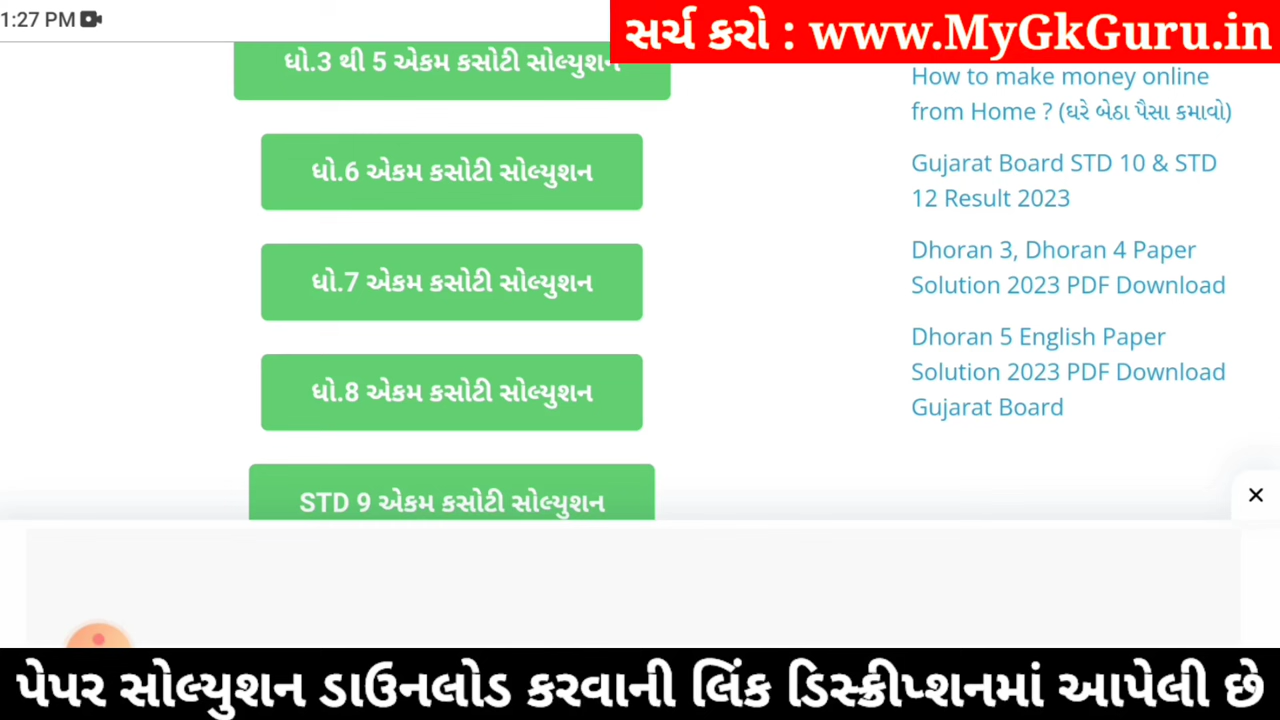 1:27 PM
સર્ચ કરો : www.MyGkGuru.in
ધો.3 થી 5 એકમ કસોટી સોલ્યુશન
ધો.6 એકમ કસોટી સોલ્યુશન
ધો.7 એકમ કસોટી સોલ્યુશન
ધો.8 એકમ કસોટી સોલ્યુશન
STD 9 એકમ કસોટી સોલ્યુશન
How to make money online
from Home ? (ઘરે બેઠા પૈસા કમાવો)
Gujarat Board STD 10 & STD
12 Result 2023
Dhoran 3, Dhoran 4 Paper
Solution 2023 PDF Download
Dhoran 5 English Paper
Solution 2023 PDF Download
Gujarat Board
પેપર સોલ્યુશન ડાઉનલોડ કરવાની લિંક ડિસ્ક્રીપ્શનમાં આપેલી છે